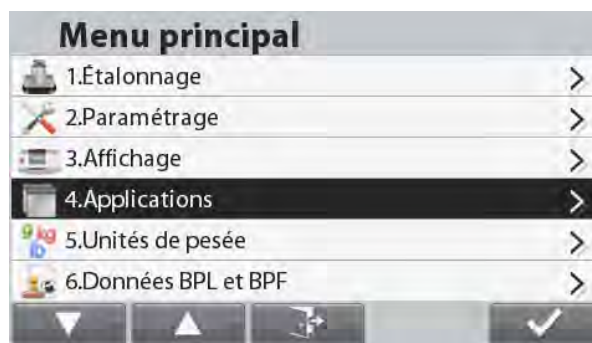 Menu principal
1.Étalonnage
2.Paramétrage
3.Affichage
4.Applications
5.Unités de pesée
6.Données BPL et BPF